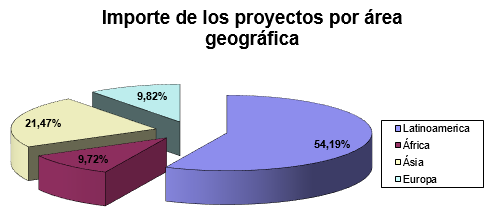 Importe de los proyectos por área
geográfica
9,82%
21,47%
54,19%
9,72%
Latinoamerica
África
Ásia
Europa